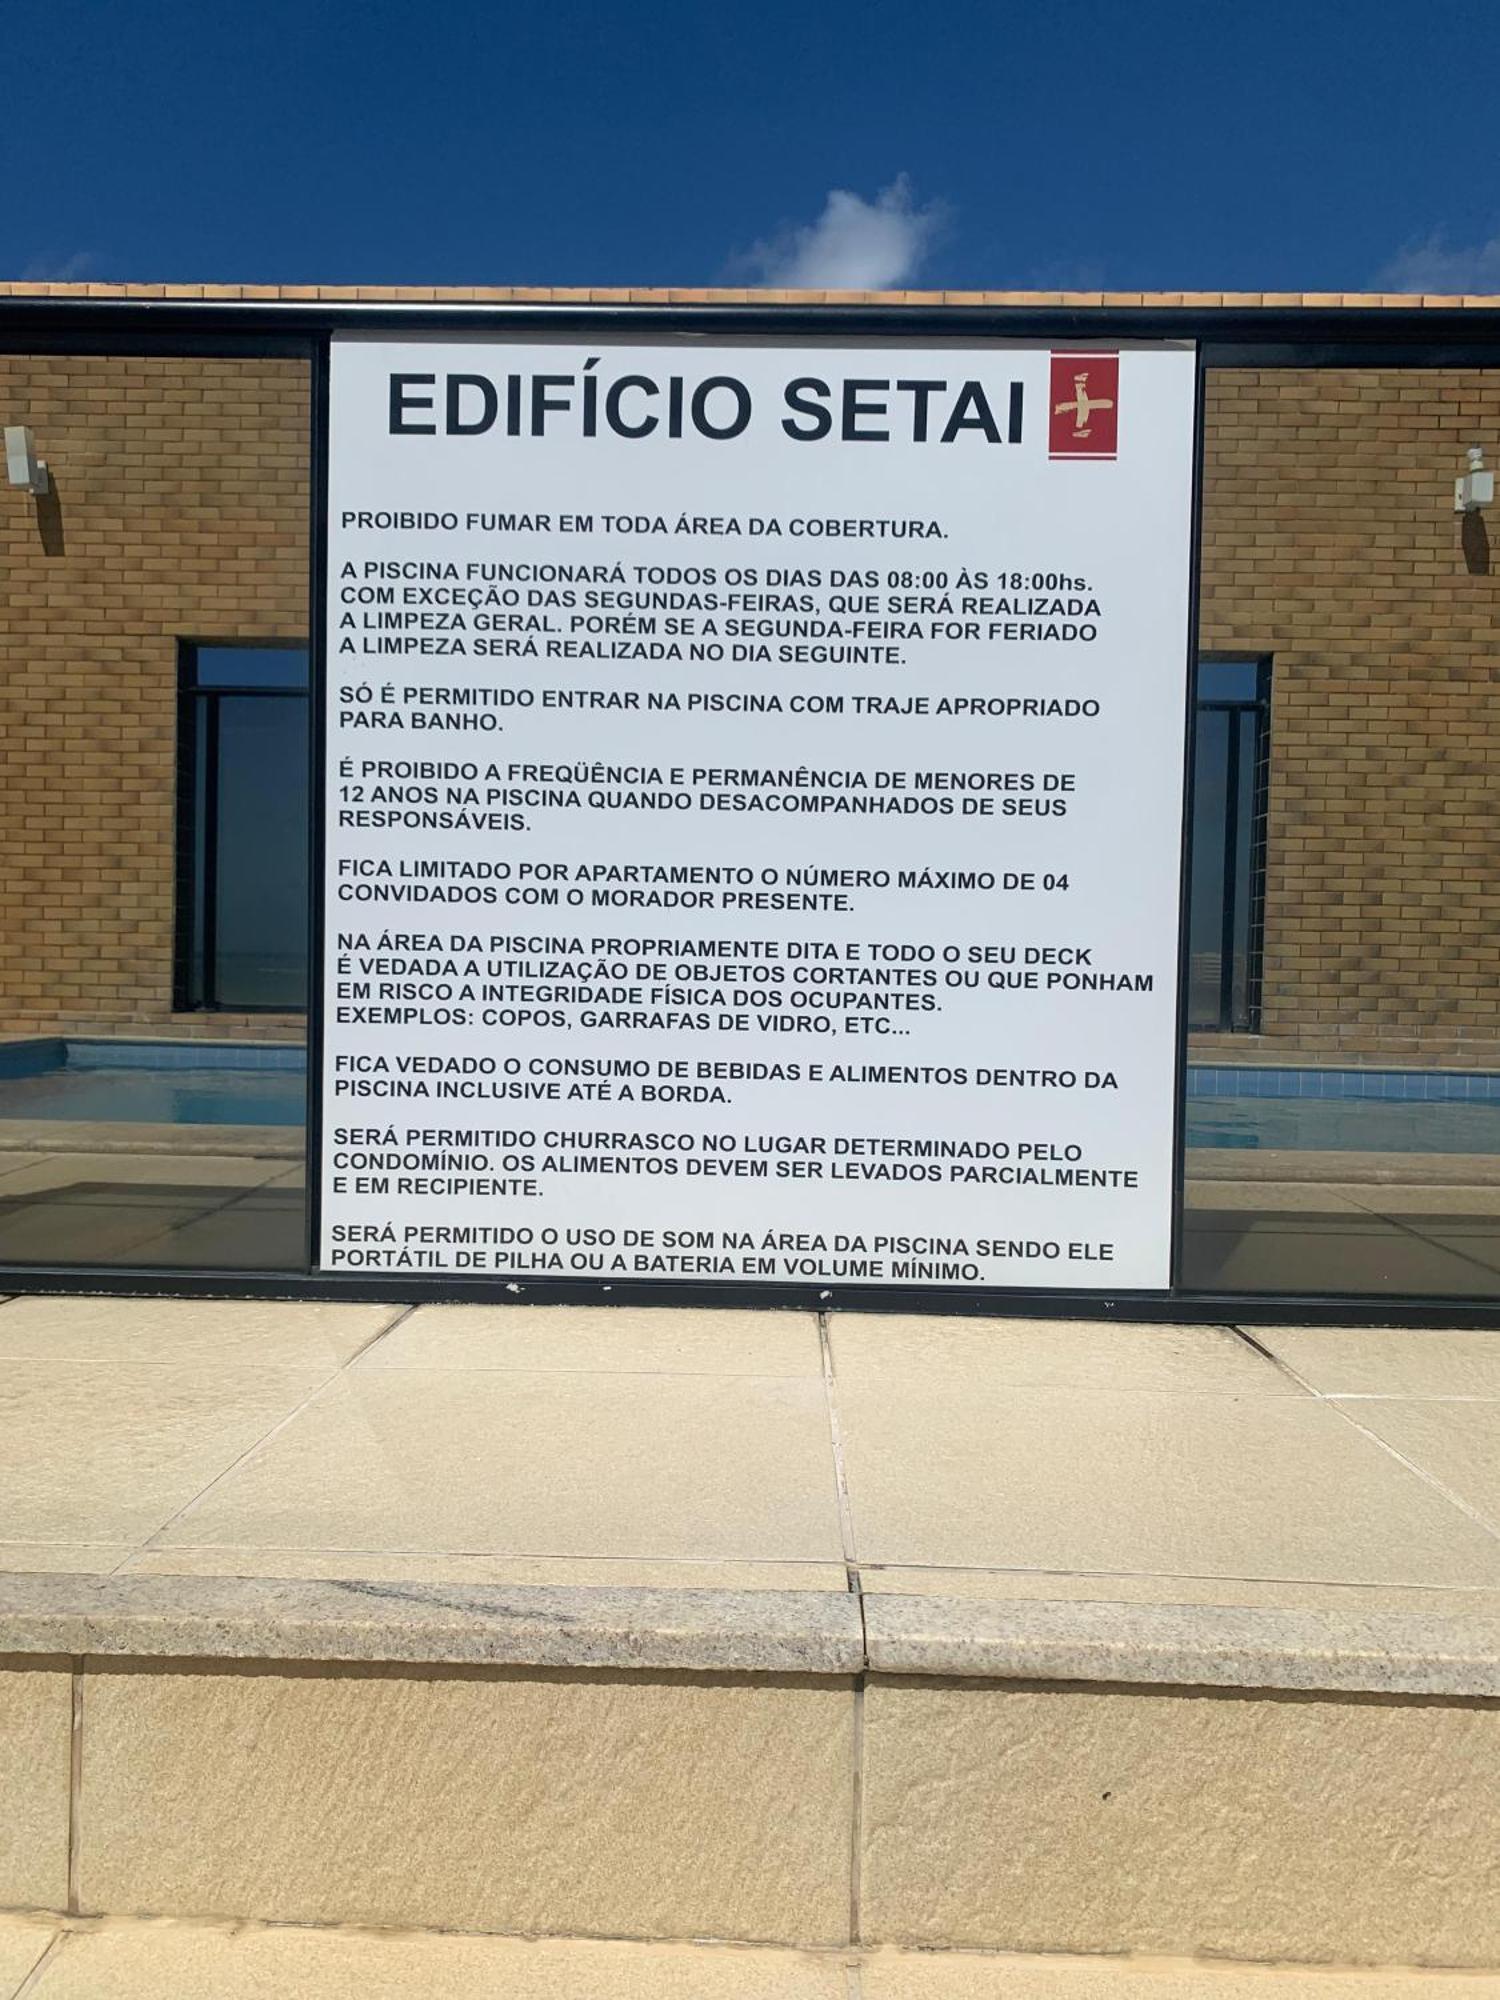 EDIFÍCIO SETAI
PROIBIDO FUMAR EM TODA ÁREA DA COBERTURA.
A PISCINA FUNCIONARÁ TODOS OS DIAS DAS 08:00 ÀS 18:00hs.
COM EXCEÇÃO DAS SEGUNDAS-FEIRAS, QUE SERÁ REALIZADA
A LIMPEZA GERAL. PORÉM SE A SEGUNDA-FEIRA FOR FERIADO
A LIMPEZA SERÁ REALIZADA NO DIA SEGUINTE.
SÓ É PERMITIDO ENTRAR NA PISCINA COM TRAJE APROPRIADO
PARA BANHO.
É PROIBIDO A FREQÜÊNCIA E PERMANÊNCIA DE MENORES DE
12 ANOS NA PISCINA QUANDO DESACOMPANHADOS DE SEUS
RESPONSÁVEIS.
FICA LIMITADO POR APARTAMENTO O NÚMERO MÁXIMO DE 04
CONVIDADOS COM O MORADOR PRESENTE.
NA ÁREA DA PISCINA PROPRIAMENTE DITA E TODO O SEU DECK
É VEDADA A UTILIZAÇÃO DE OBJETOS CORTANTES OU QUE PONHAM
EM RISCO A INTEGRIDADE FÍSICA DOS OCUPANTES.
EXEMPLOS: COPOS, GARRAFAS DE VIDRO, ETC...
FICA VEDADO O CONSUMO DE BEBIDAS E ALIMENTOS DENTRO DA
PISCINA INCLUSIVE ATÉ A BORDA.
SERÁ PERMITIDO CHURRASCO NO LUGAR DETERMINADO PELO
CONDOMÍNIO. OS ALIMENTOS DEVEM SER LEVADOS PARCIALMENTE
E EM RECIPIENTE.
SERÁ PERMITIDO O USO DE SOM NA ÁREA DA PISCINA SENDO ELE
PORTÁTIL DE PILHA OU A BATERIA EM VOLUME MÍNIMO.